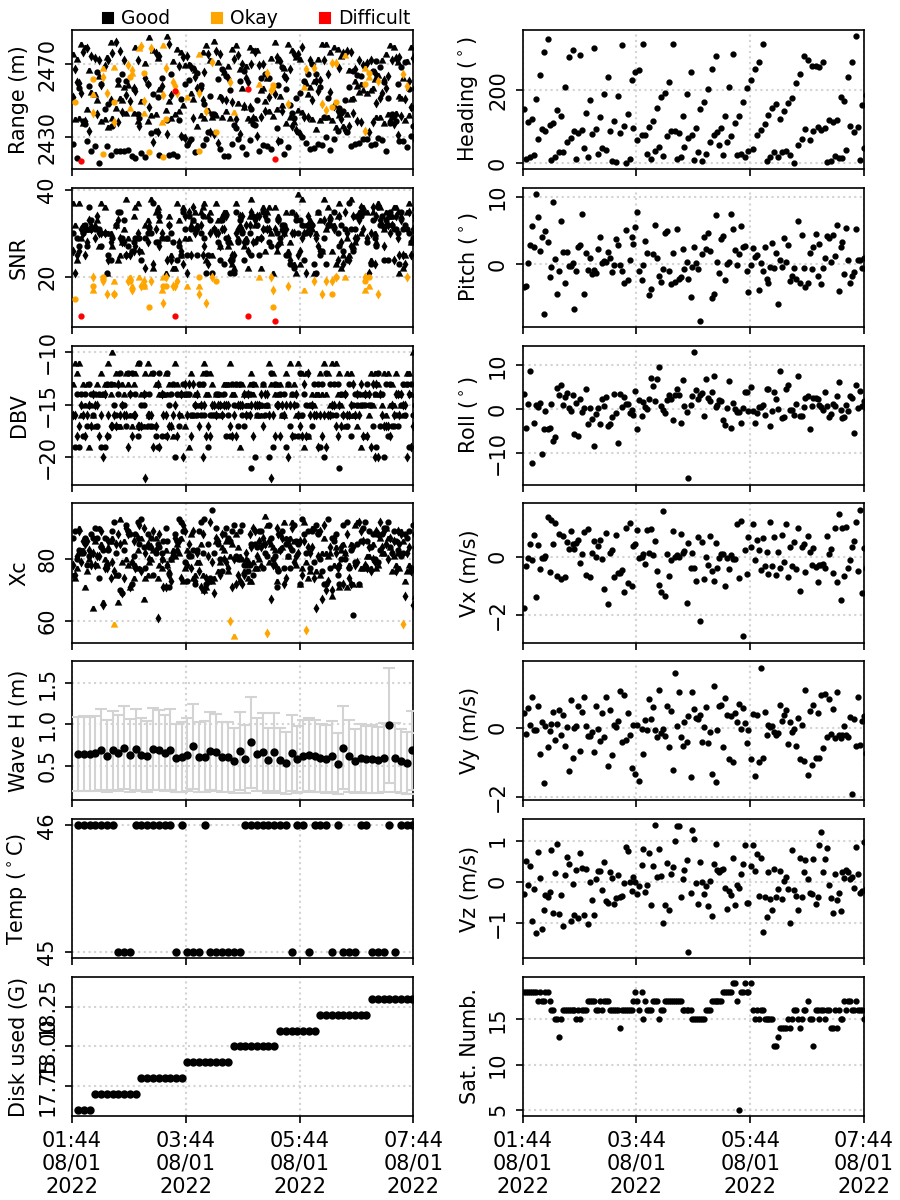 Good Okay Difficult
Range (m)
2470
2430
Heading (°)
200
0
SNR
40
20
Pitch (°)
10
0
DBV
−10
−15
−20
Roll (°)
10
0
−10
Xc
80
60
Vx (m/s)
0
−2
Wave H (m)
1.5
1.0
0.5
Vy (m/s)
0
−2
Temp (°C)
46
45
Vz (m/s)
1
0
−1
Disk used (G)
18.25
18.00
17.75
Sat. Numb.
15
10
5
01:44 03:44 05:44 07:44
08/01 08/01 08/01 08/01
2022 2022 2022 2022
01:44 03:44 05:44 07:44
08/01 08/01 08/01 08/01
2022 2022 2022 2022